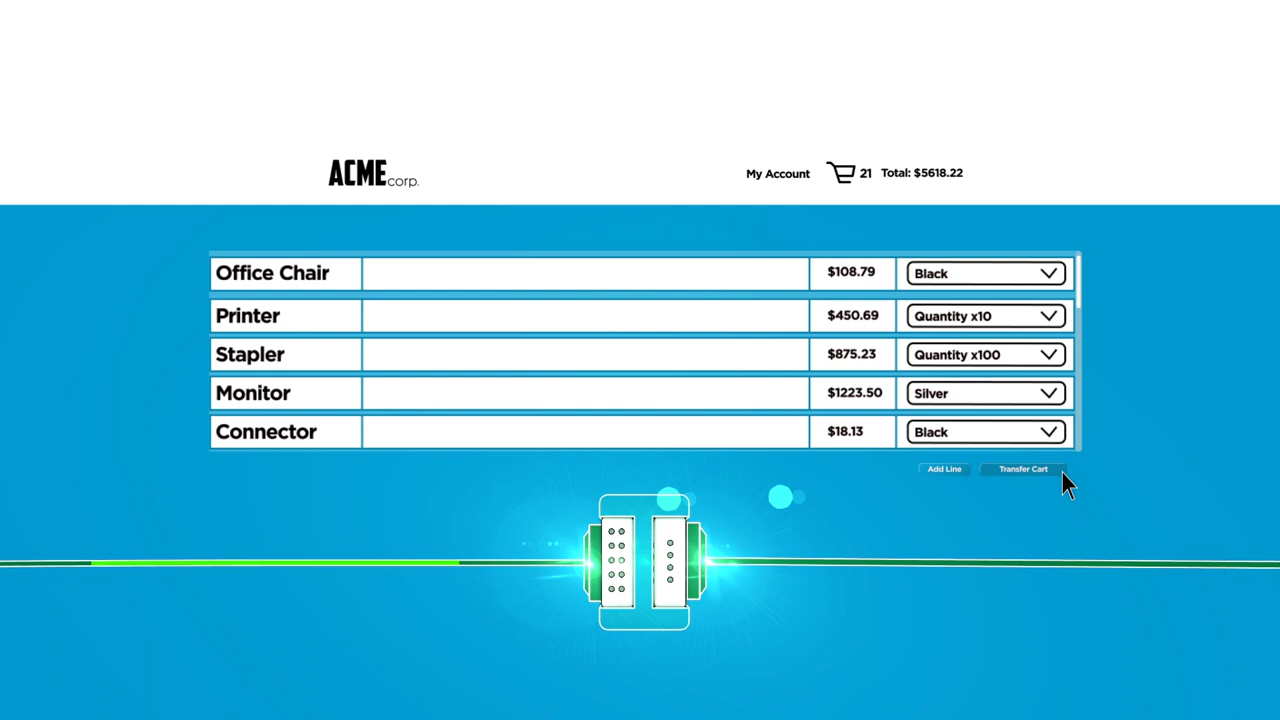 ACME corp.
My Account 21 Total: $5618.22
Office Chair $108.79 Black
Printer $450.69 Quantity x10
Stapler $875.23 Quantity x100
Monitor $1223.50 Silver
Connector $18.13 Black
Add Line Transfer Cart